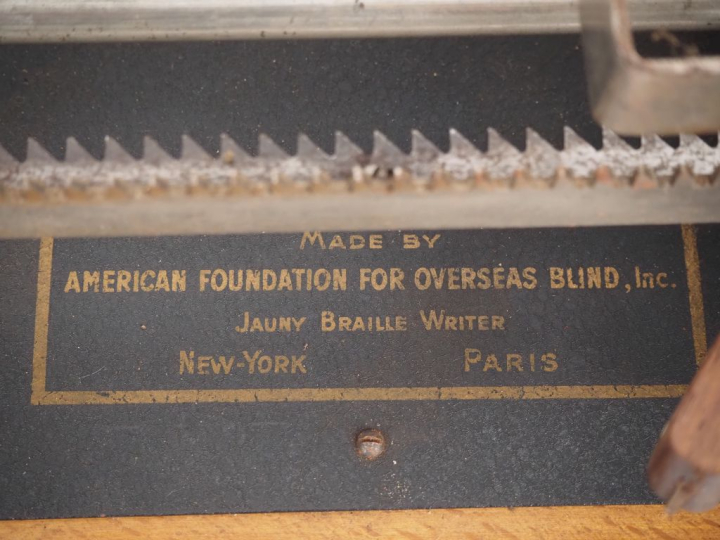 MADE BY
AMERICAN FOUNDATION FOR OVERSEAS BLIND, Inc.
JAUNY BRAILLE WRITER
NEW-YORK PARIS